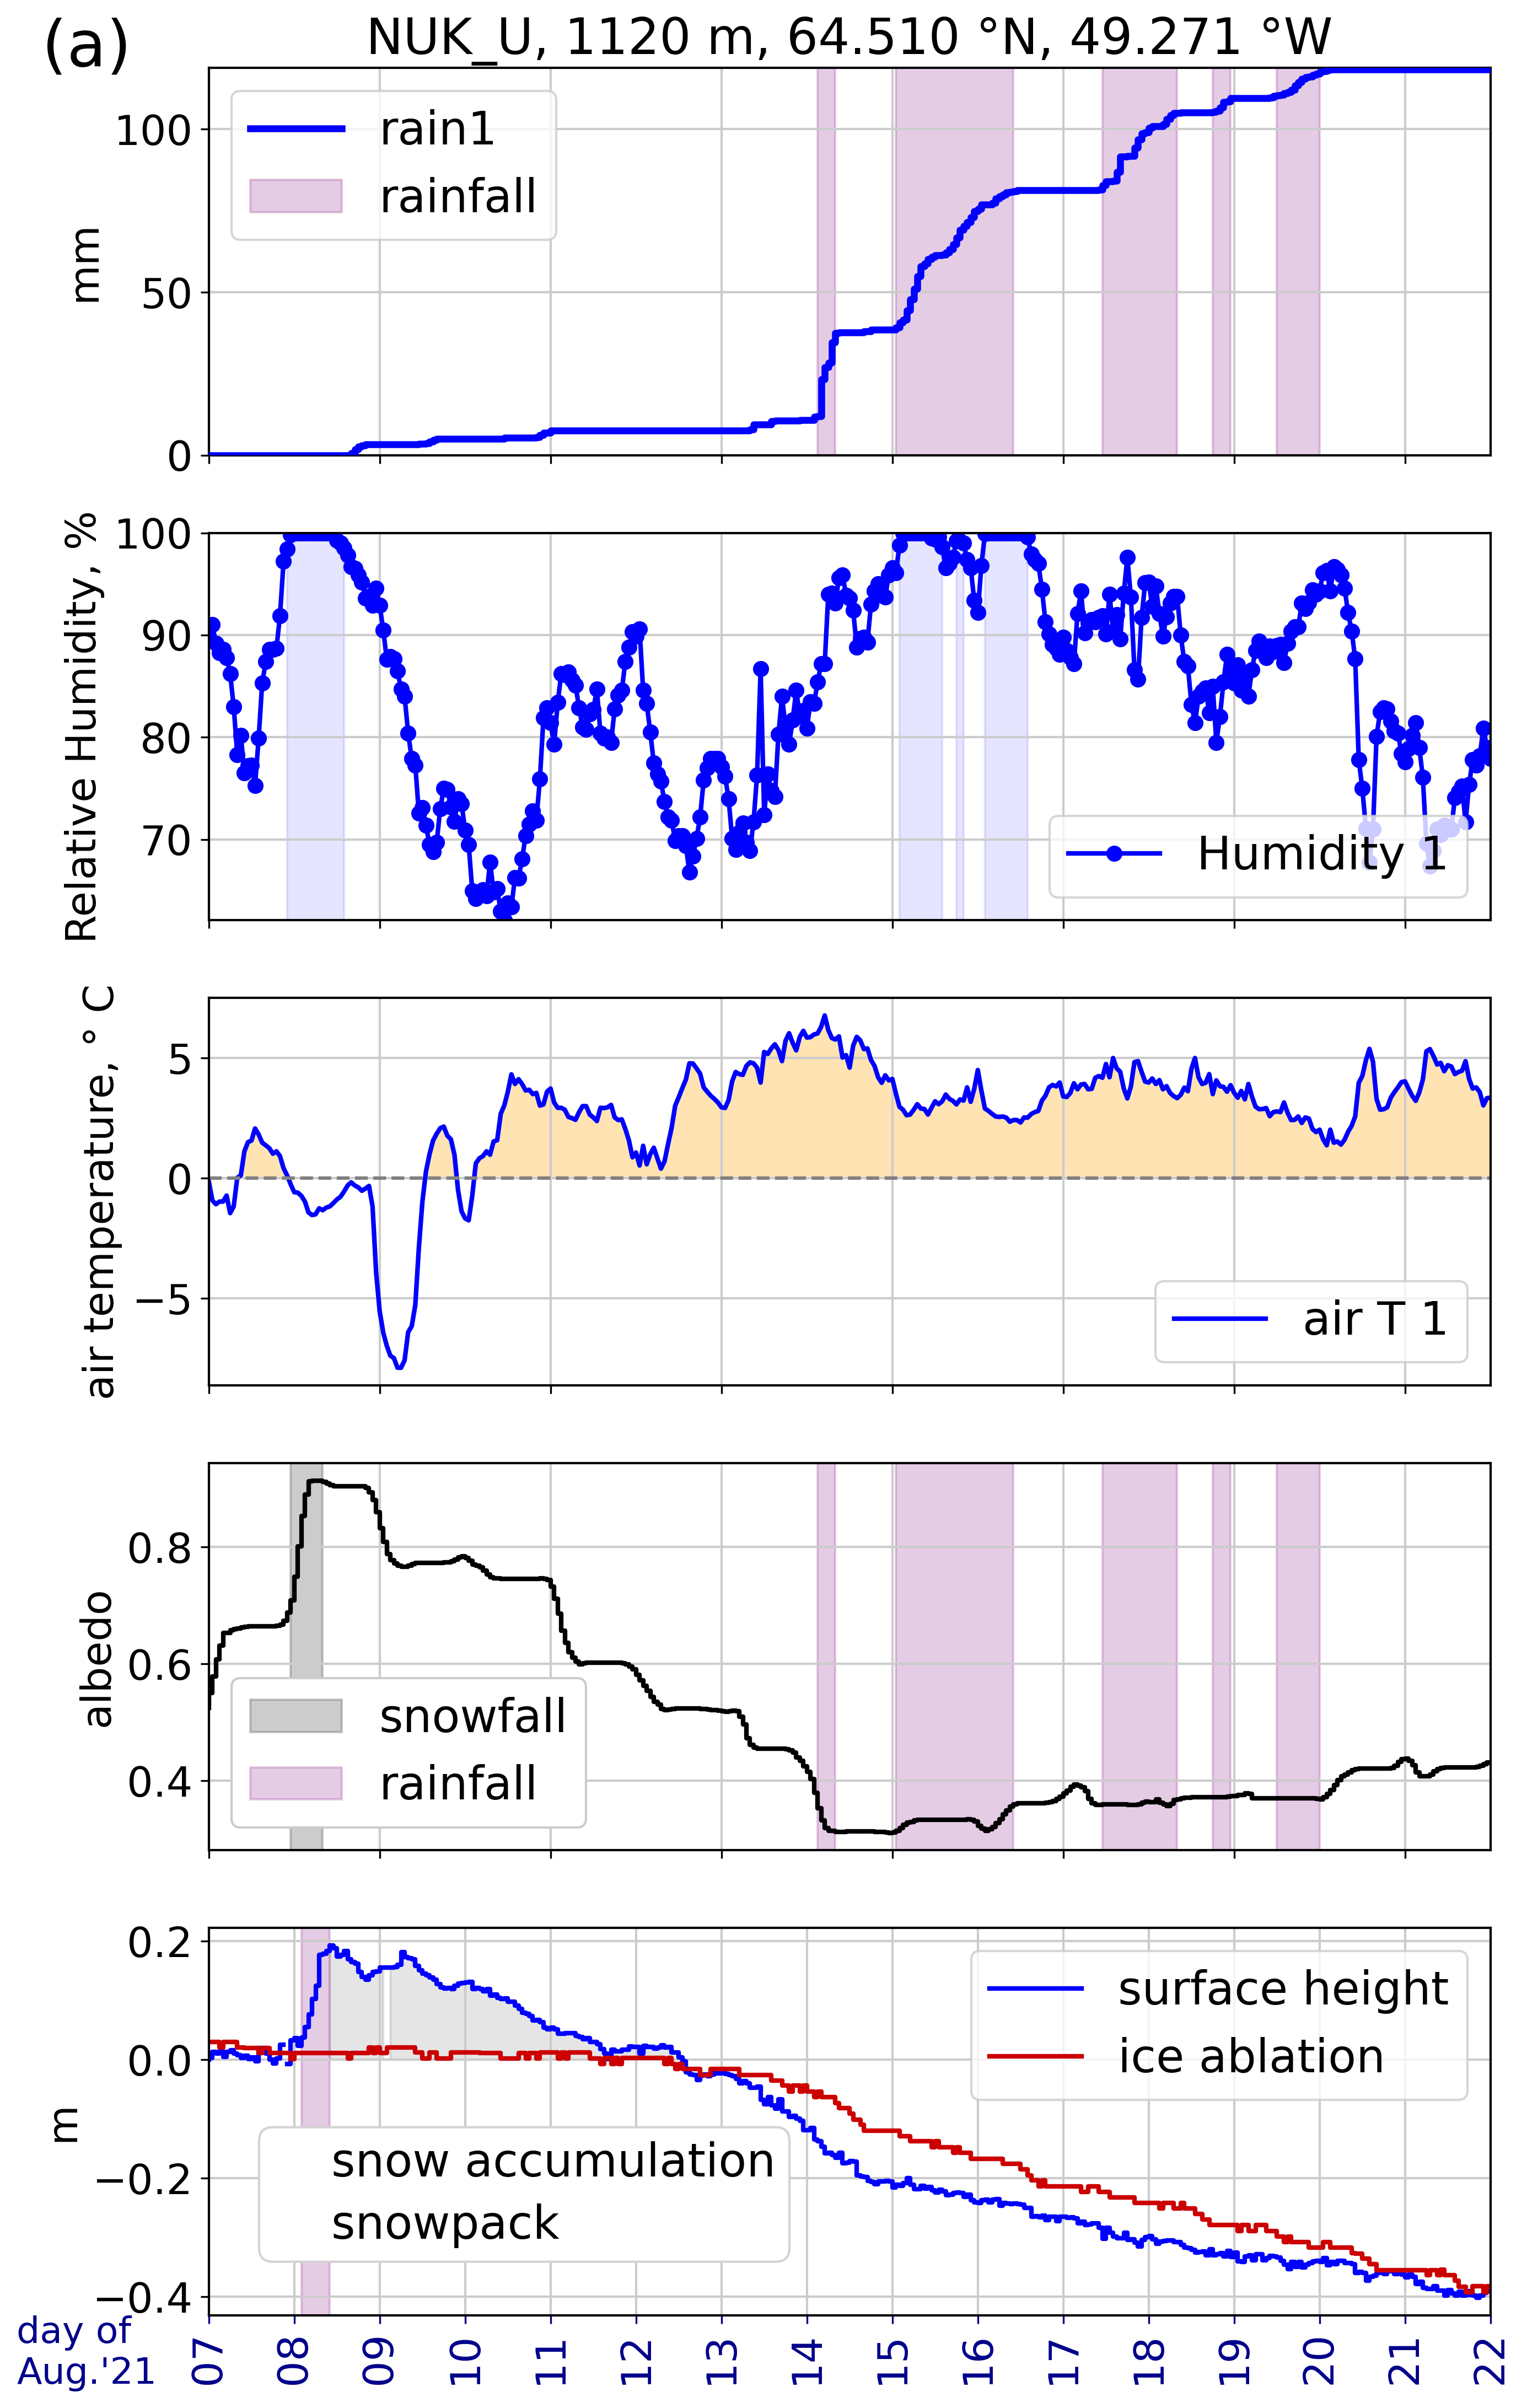 (a)
NUK_U, 1120 m, 64.510 °N, 49.271 °W
mm
100
50
0
rain1
rainfall
Relative Humidity, %
100
90
80
70
Humidity 1
air temperature, ° C
5
0
−5
air T 1
albedo
0.8
0.6
0.4
snowfall
rainfall
m
0.2
0.0
−0.2
−0.4
surface height
ice ablation
snow accumulation
snowpack
day of
Aug.'21
07 08 09 10 11 12 13 14 15 16 17 18 19 20 21 22